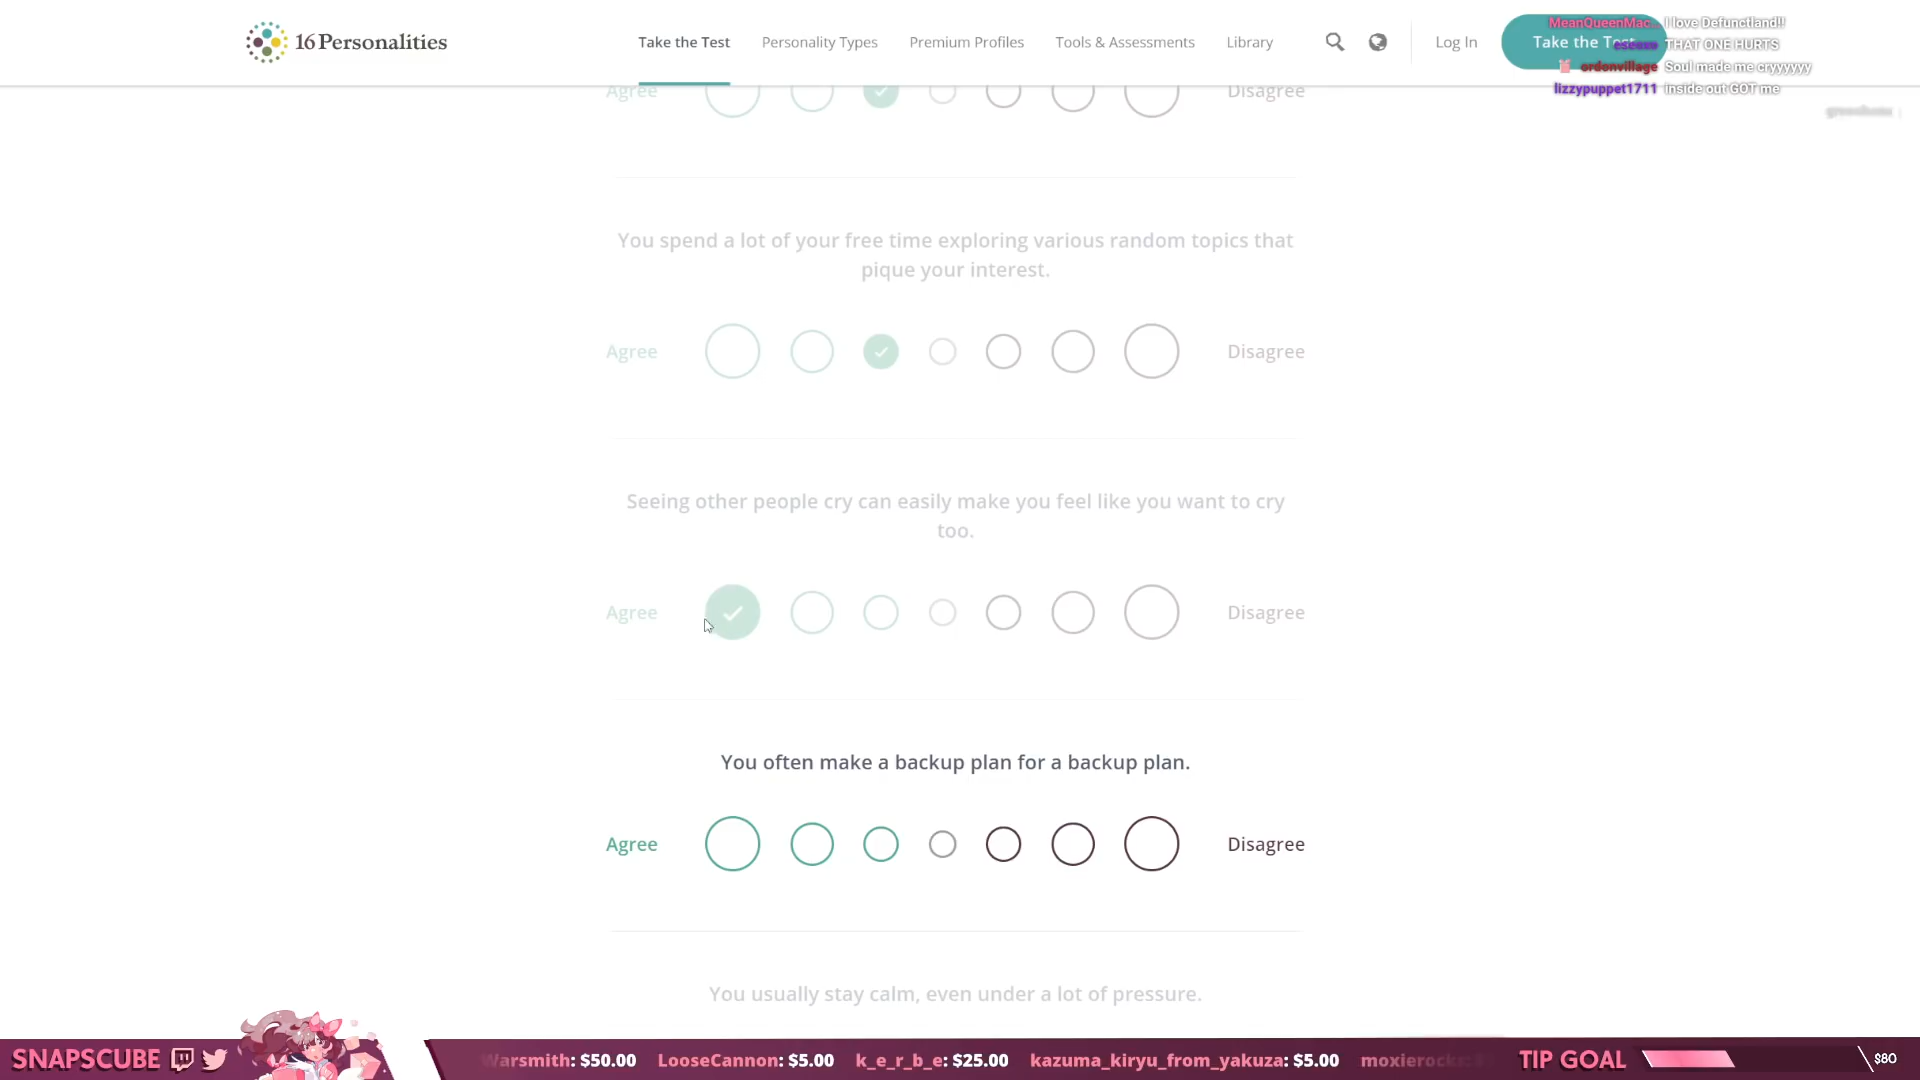 16Personalities
Take the Test
Personality Types
Premium Profiles
Tools & Assessments
Library
Log In
Take the Test
MeanQueenMac... I love Defunctland!!
THAT ONE HURTS
ordonvillage Soul made me cryyyyyy
lizzypuppet1711 inside out GOT me
Agree Disagree
You spend a lot of your free time exploring various random topics that
pique your interest.
Agree Disagree
Seeing other people cry can easily make you feel like you want to cry
too.
Agree Disagree
You often make a backup plan for a backup plan.
Agree Disagree
You usually stay calm, even under a lot of pressure.
SNAPSCUBE
Warsmith: $50.00 LooseCannon: $5.00 k_e_r_b_e: $25.00 kazuma_kiryu_from_yakuza: $5.00 moxierocks:
TIP GOAL
$80